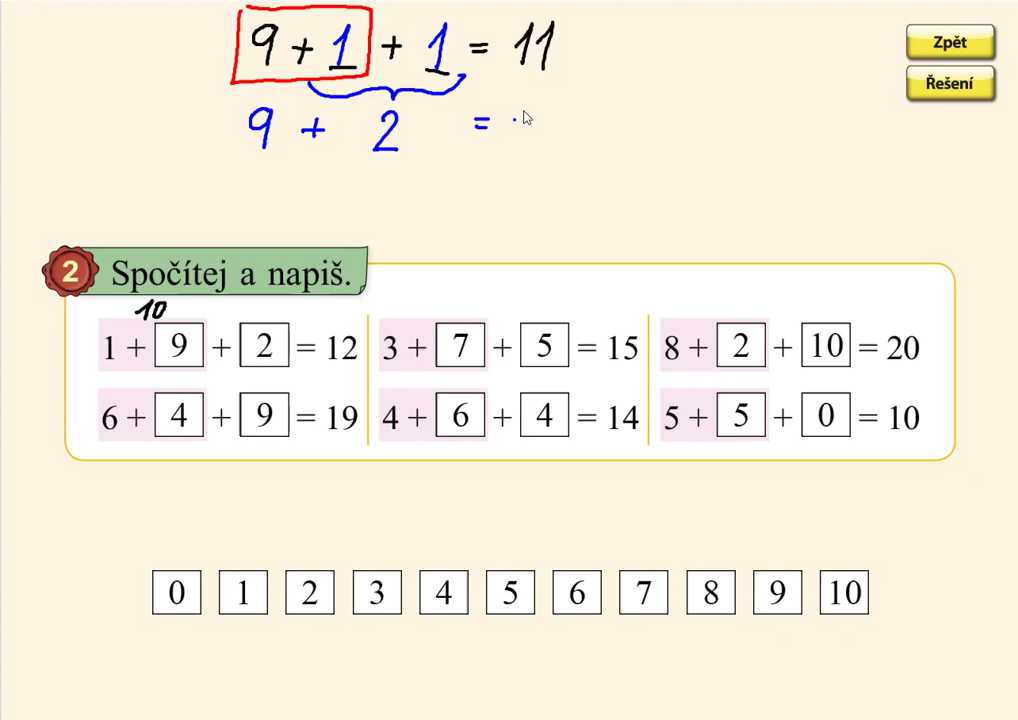 9 + 1 + 1 = 11
Zpět
Řešení
9 + 2 =
2 Spočítej a napiš.
10
1 + 9 + 2 = 12 3 + 7 + 5 = 15 8 + 2 + 10 = 20
6 + 4 + 9 = 19 4 + 6 + 4 = 14 5 + 5 + 0 = 10
0 1 2 3 4 5 6 7 8 9 10